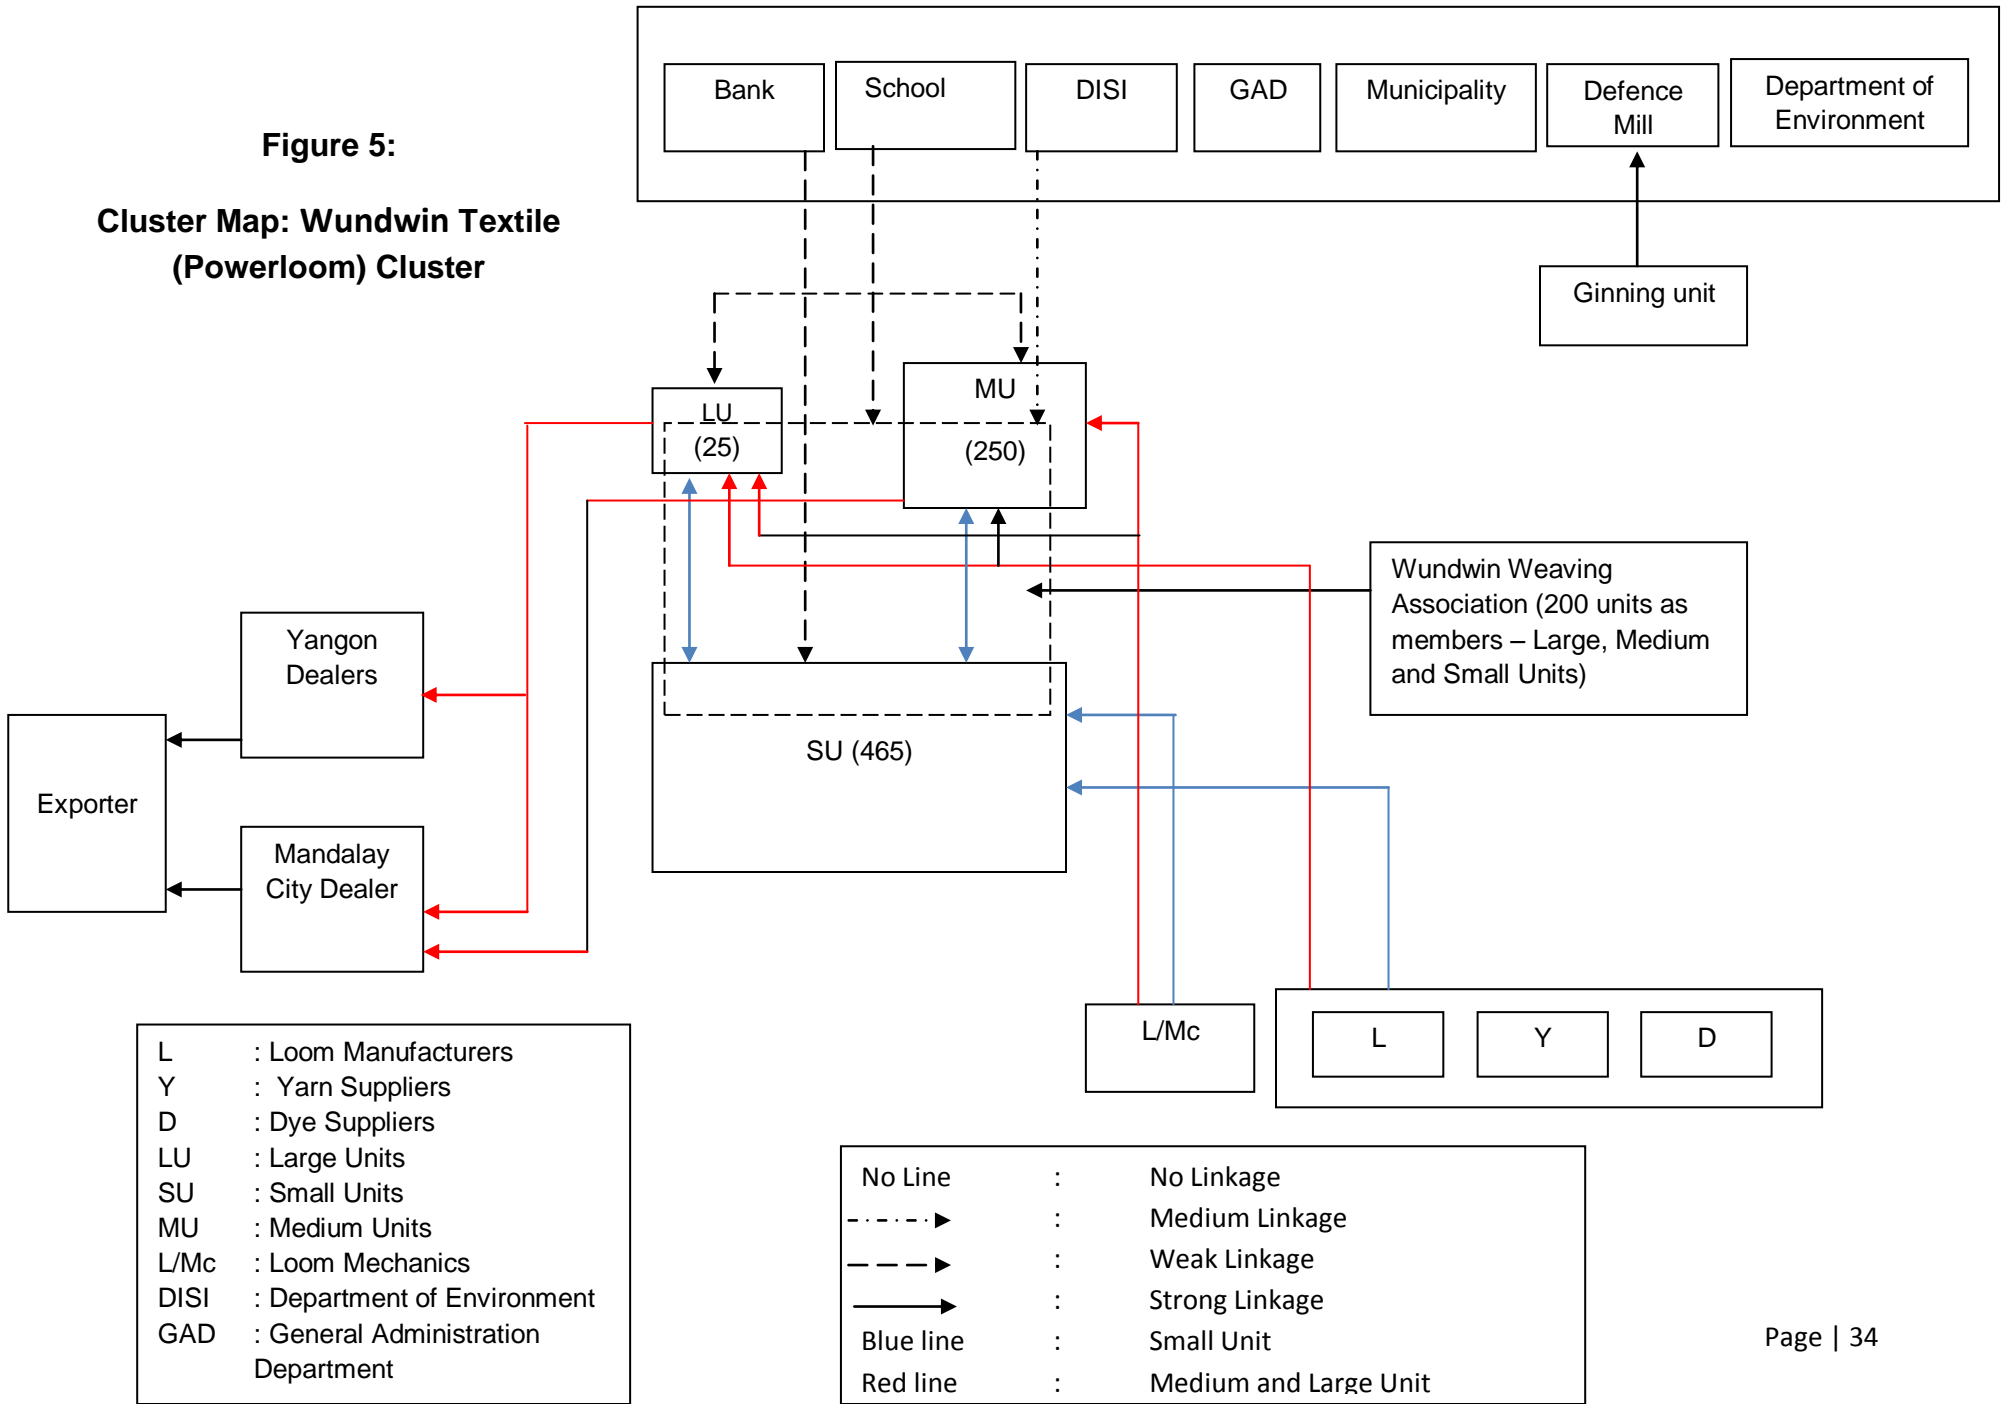 Bank
School
DISI
GAD
Municipality
Defence
Mill
Department of
Environment
Figure 5:
Cluster Map: Wundwin Textile
(Powerloom) Cluster
Ginning unit
LU
(25)
MU
(250)
Wundwin Weaving
Association (200 units as
members – Large, Medium
and Small Units)
Yangon
Dealers
SU (465)
Exporter
Mandalay
City Dealer
L/Mc
L
Y
D
L : Loom Manufacturers
Y : Yarn Suppliers
D : Dye Suppliers
LU : Large Units
SU : Small Units
MU : Medium Units
L/Mc : Loom Mechanics
DISI : Department of Environment
GAD : General Administration
Department
No Line : No Linkage
: Medium Linkage
: Weak Linkage
: Strong Linkage
Blue line : Small Unit
Red line : Medium and Large Unit
Page | 34